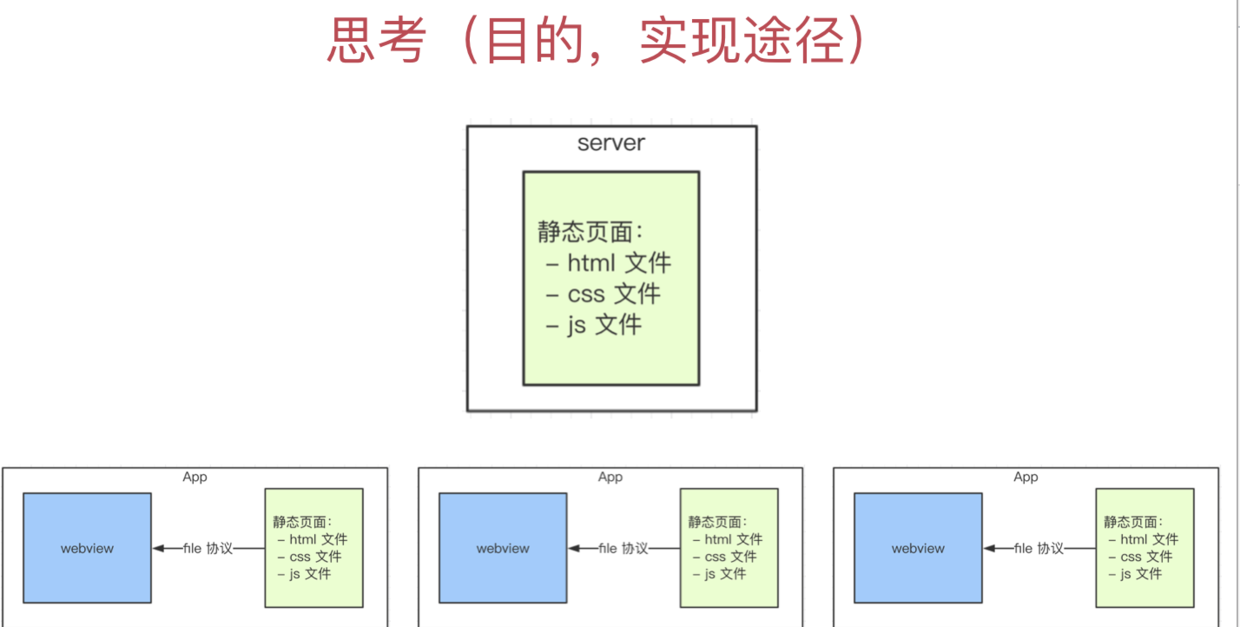 思考（目的，实现途径）
server
静态页面：
- html 文件
- css 文件
- js 文件
App
webview
file 协议
静态页面：
- html 文件
- css 文件
- js 文件
App
webview
file 协议
静态页面：
- html 文件
- css 文件
- js 文件
App
webview
file 协议
静态页面：
- html 文件
- css 文件
- js 文件